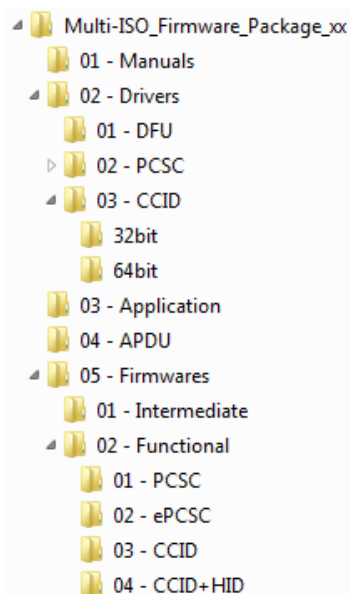 Multi-ISO_Firmware_Package_xx
01 - Manuals
02 - Drivers
01 - DFU
02 - PCSC
03 - CCID
32bit
64bit
03 - Application
04 - APDU
05 - Firmwares
01 - Intermediate
02 - Functional
01 - PCSC
02 - ePCSC
03 - CCID
04 - CCID+HID